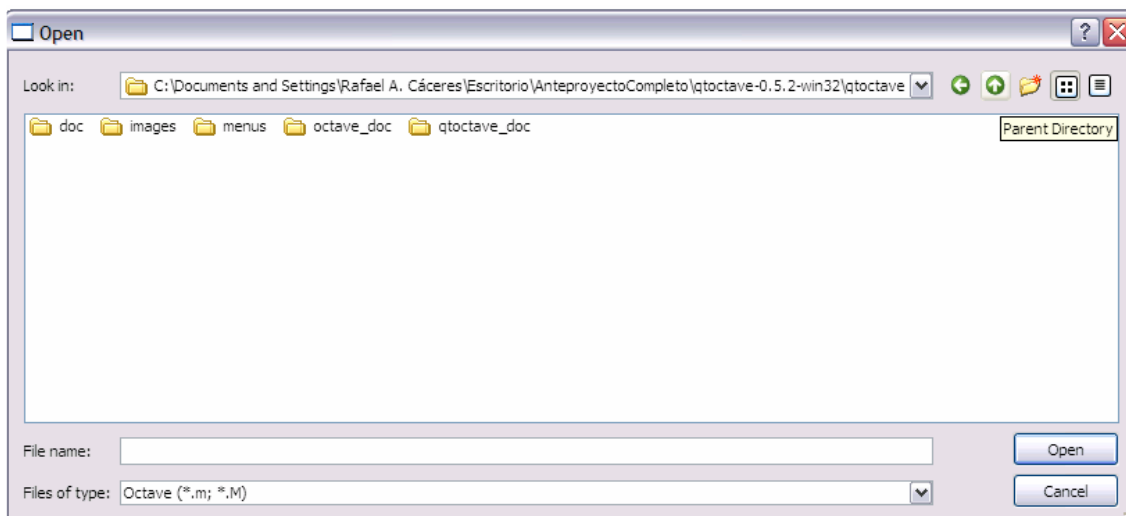 Open
Look in: C:\Documents and Settings\Rafael A. Cáceres\Escritorio\AnteproyectoCompleto\qtoctave-0.5.2-win32\qtoctave
doc images menus octave_doc qtoctave_doc
Parent Directory
File name: Open
Files of type: Octave (*.m; *.M) Cancel